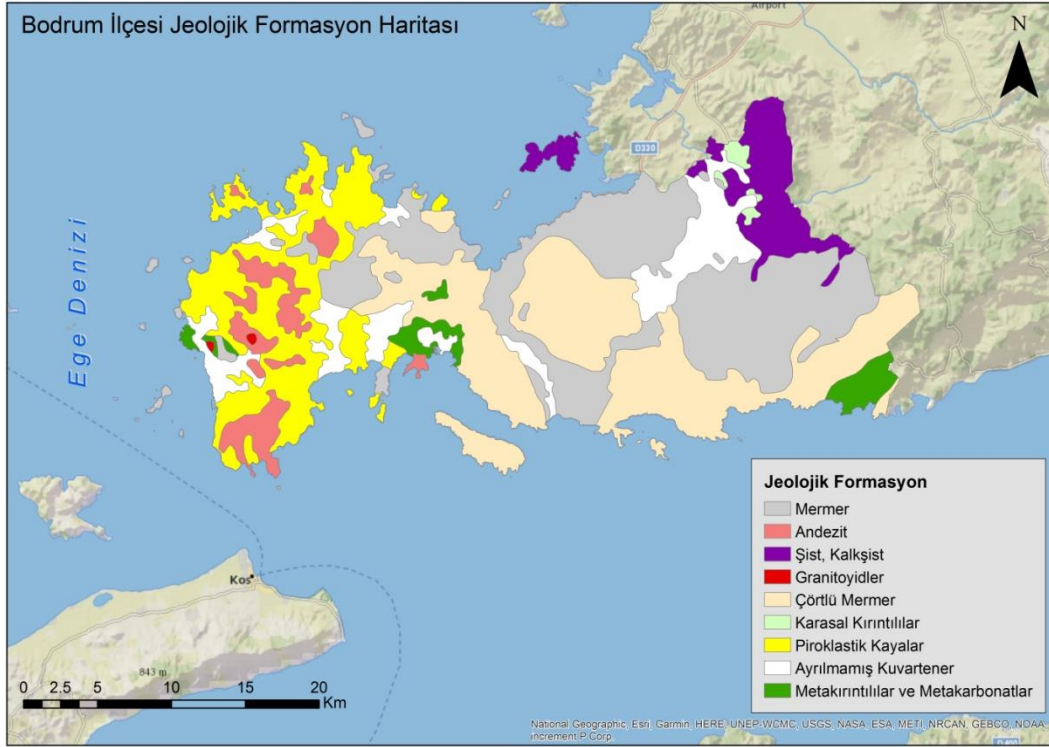 Bodrum İlçesi Jeolojik Formasyon Haritası
Airport
N
D330
Ege Denizi
Kos
843 m
0 2.5 5 10 15 20
Km
Jeolojik Formasyon
Mermer
Andezit
Şist, Kalkşist
Granitoyidler
Çörtlü Mermer
Karasal Kırıntılılar
Piroklastik Kayalar
Ayrılmamış Kuvartener
Metakırıntılılar ve Metakarbonatlar
National Geographic, Esri, Garmin, HERE, UNEP-WCMC, USGS, NASA, ESA, METI, NRCAN, GEBCO, NOAA,
increment P Corp.